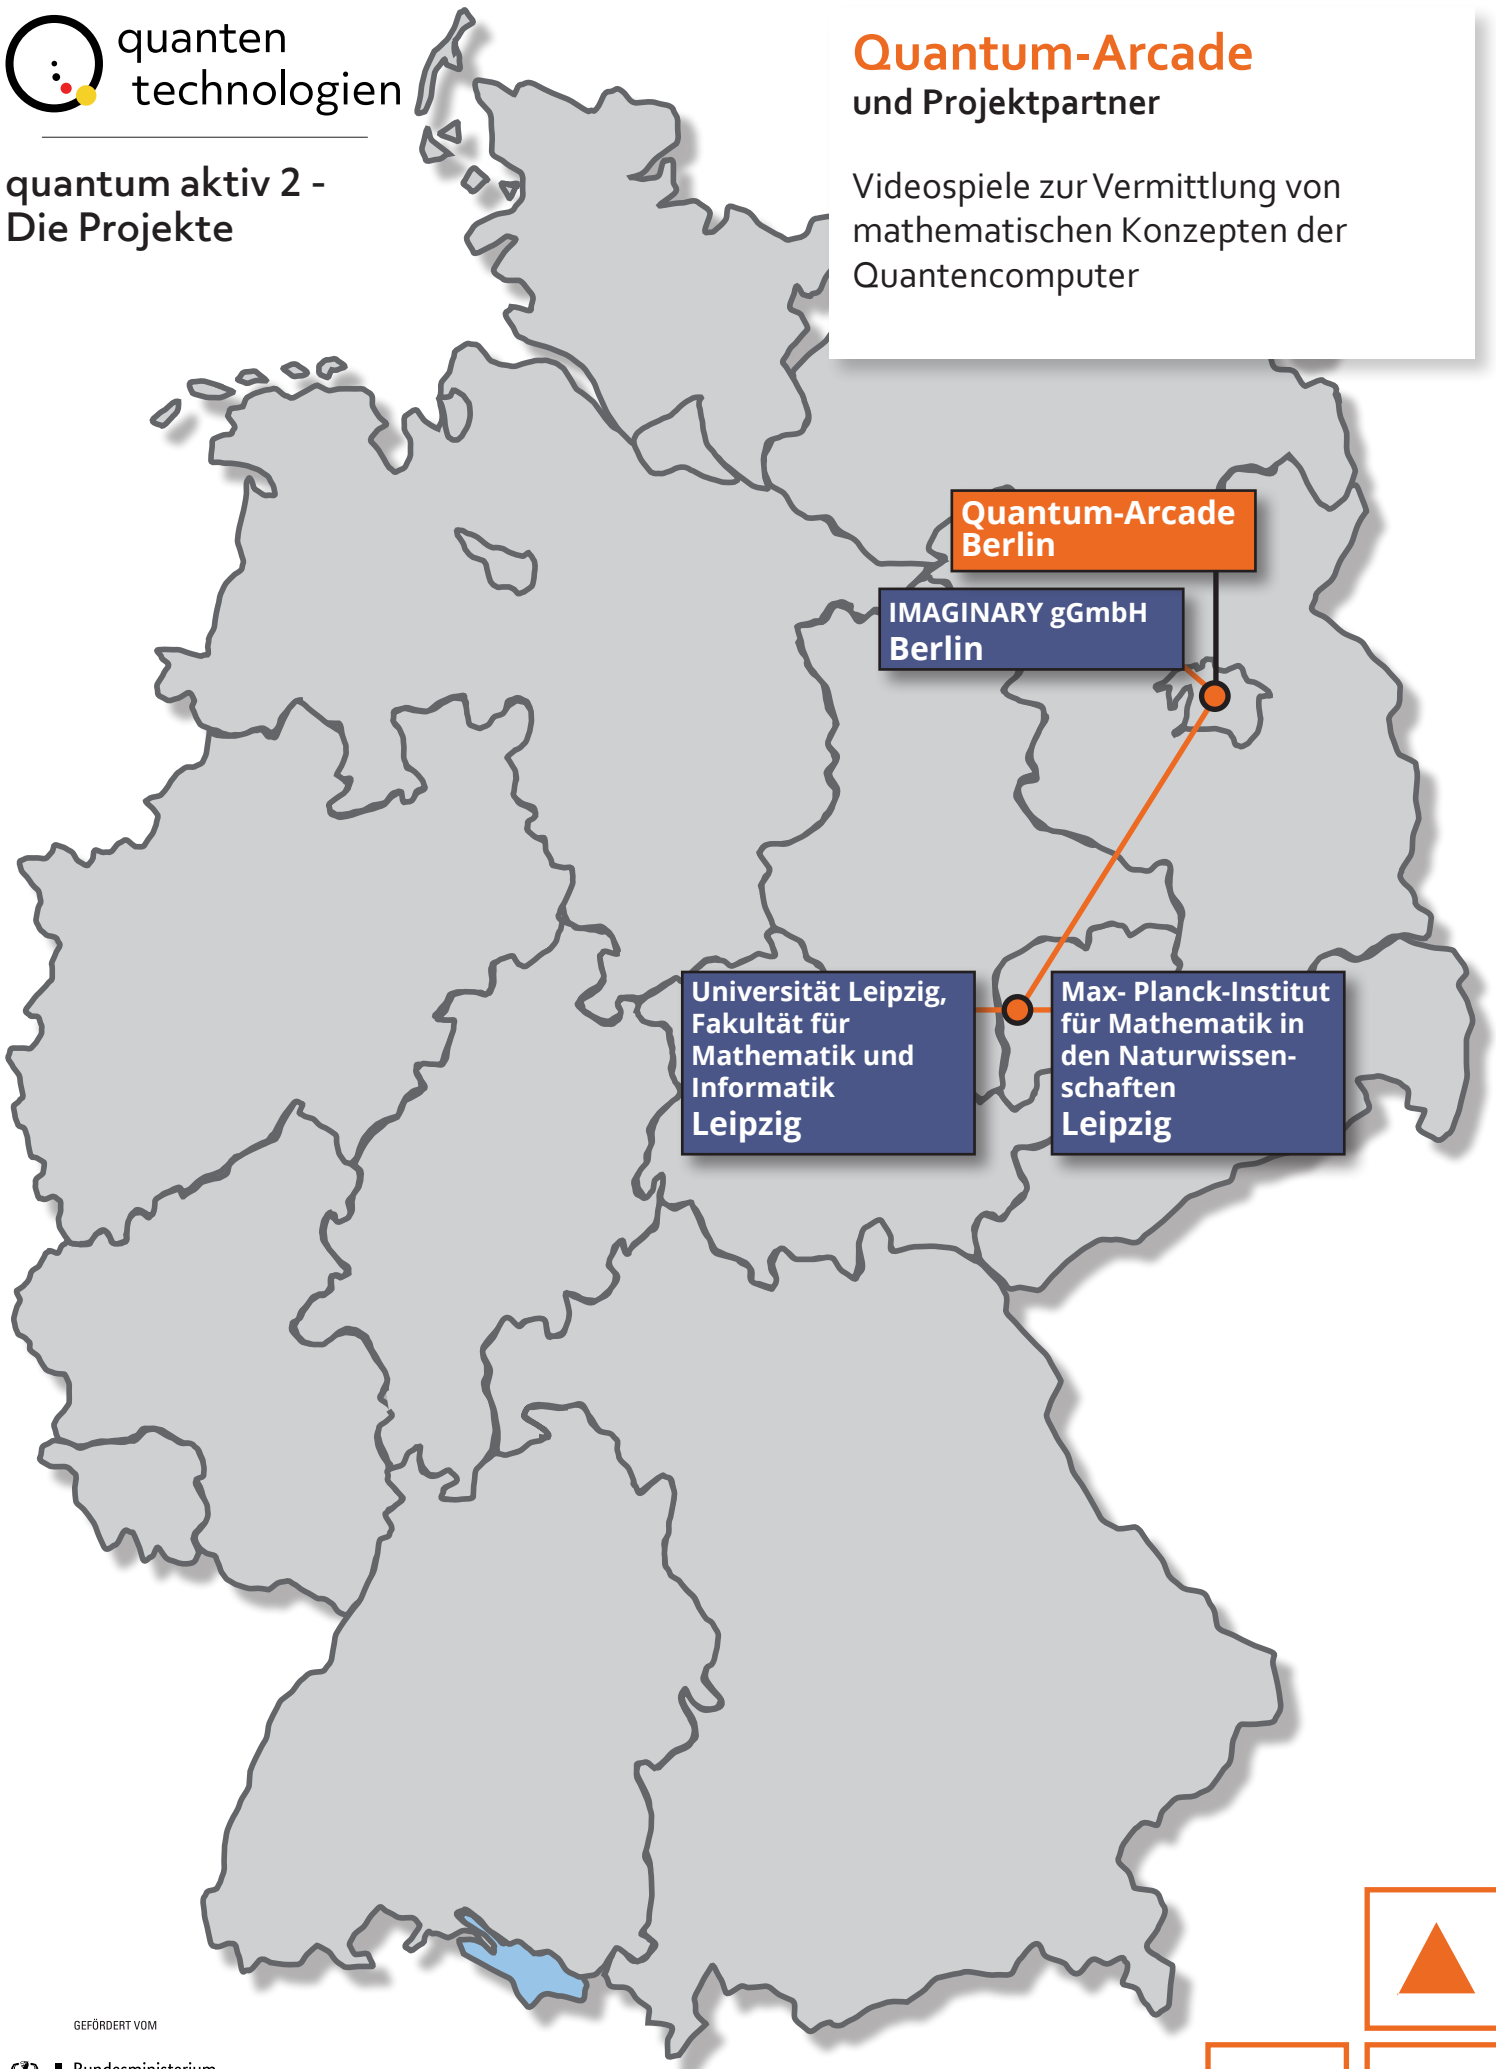 quanten
technologien
quantum aktiv 2 -
Die Projekte
Quantum-Arcade
und Projektpartner
Videospiele zur Vermittlung von
mathematischen Konzepten der
Quantencomputer
Quantum-Arcade
Berlin
IMAGINARY gGmbH
Berlin
Universität Leipzig,
Fakultät für
Mathematik und
Informatik
Leipzig
Max- Planck-Institut
für Mathematik in
den Naturwissen-
schaften
Leipzig
GEFÖRDERT VOM
Bundesministerium